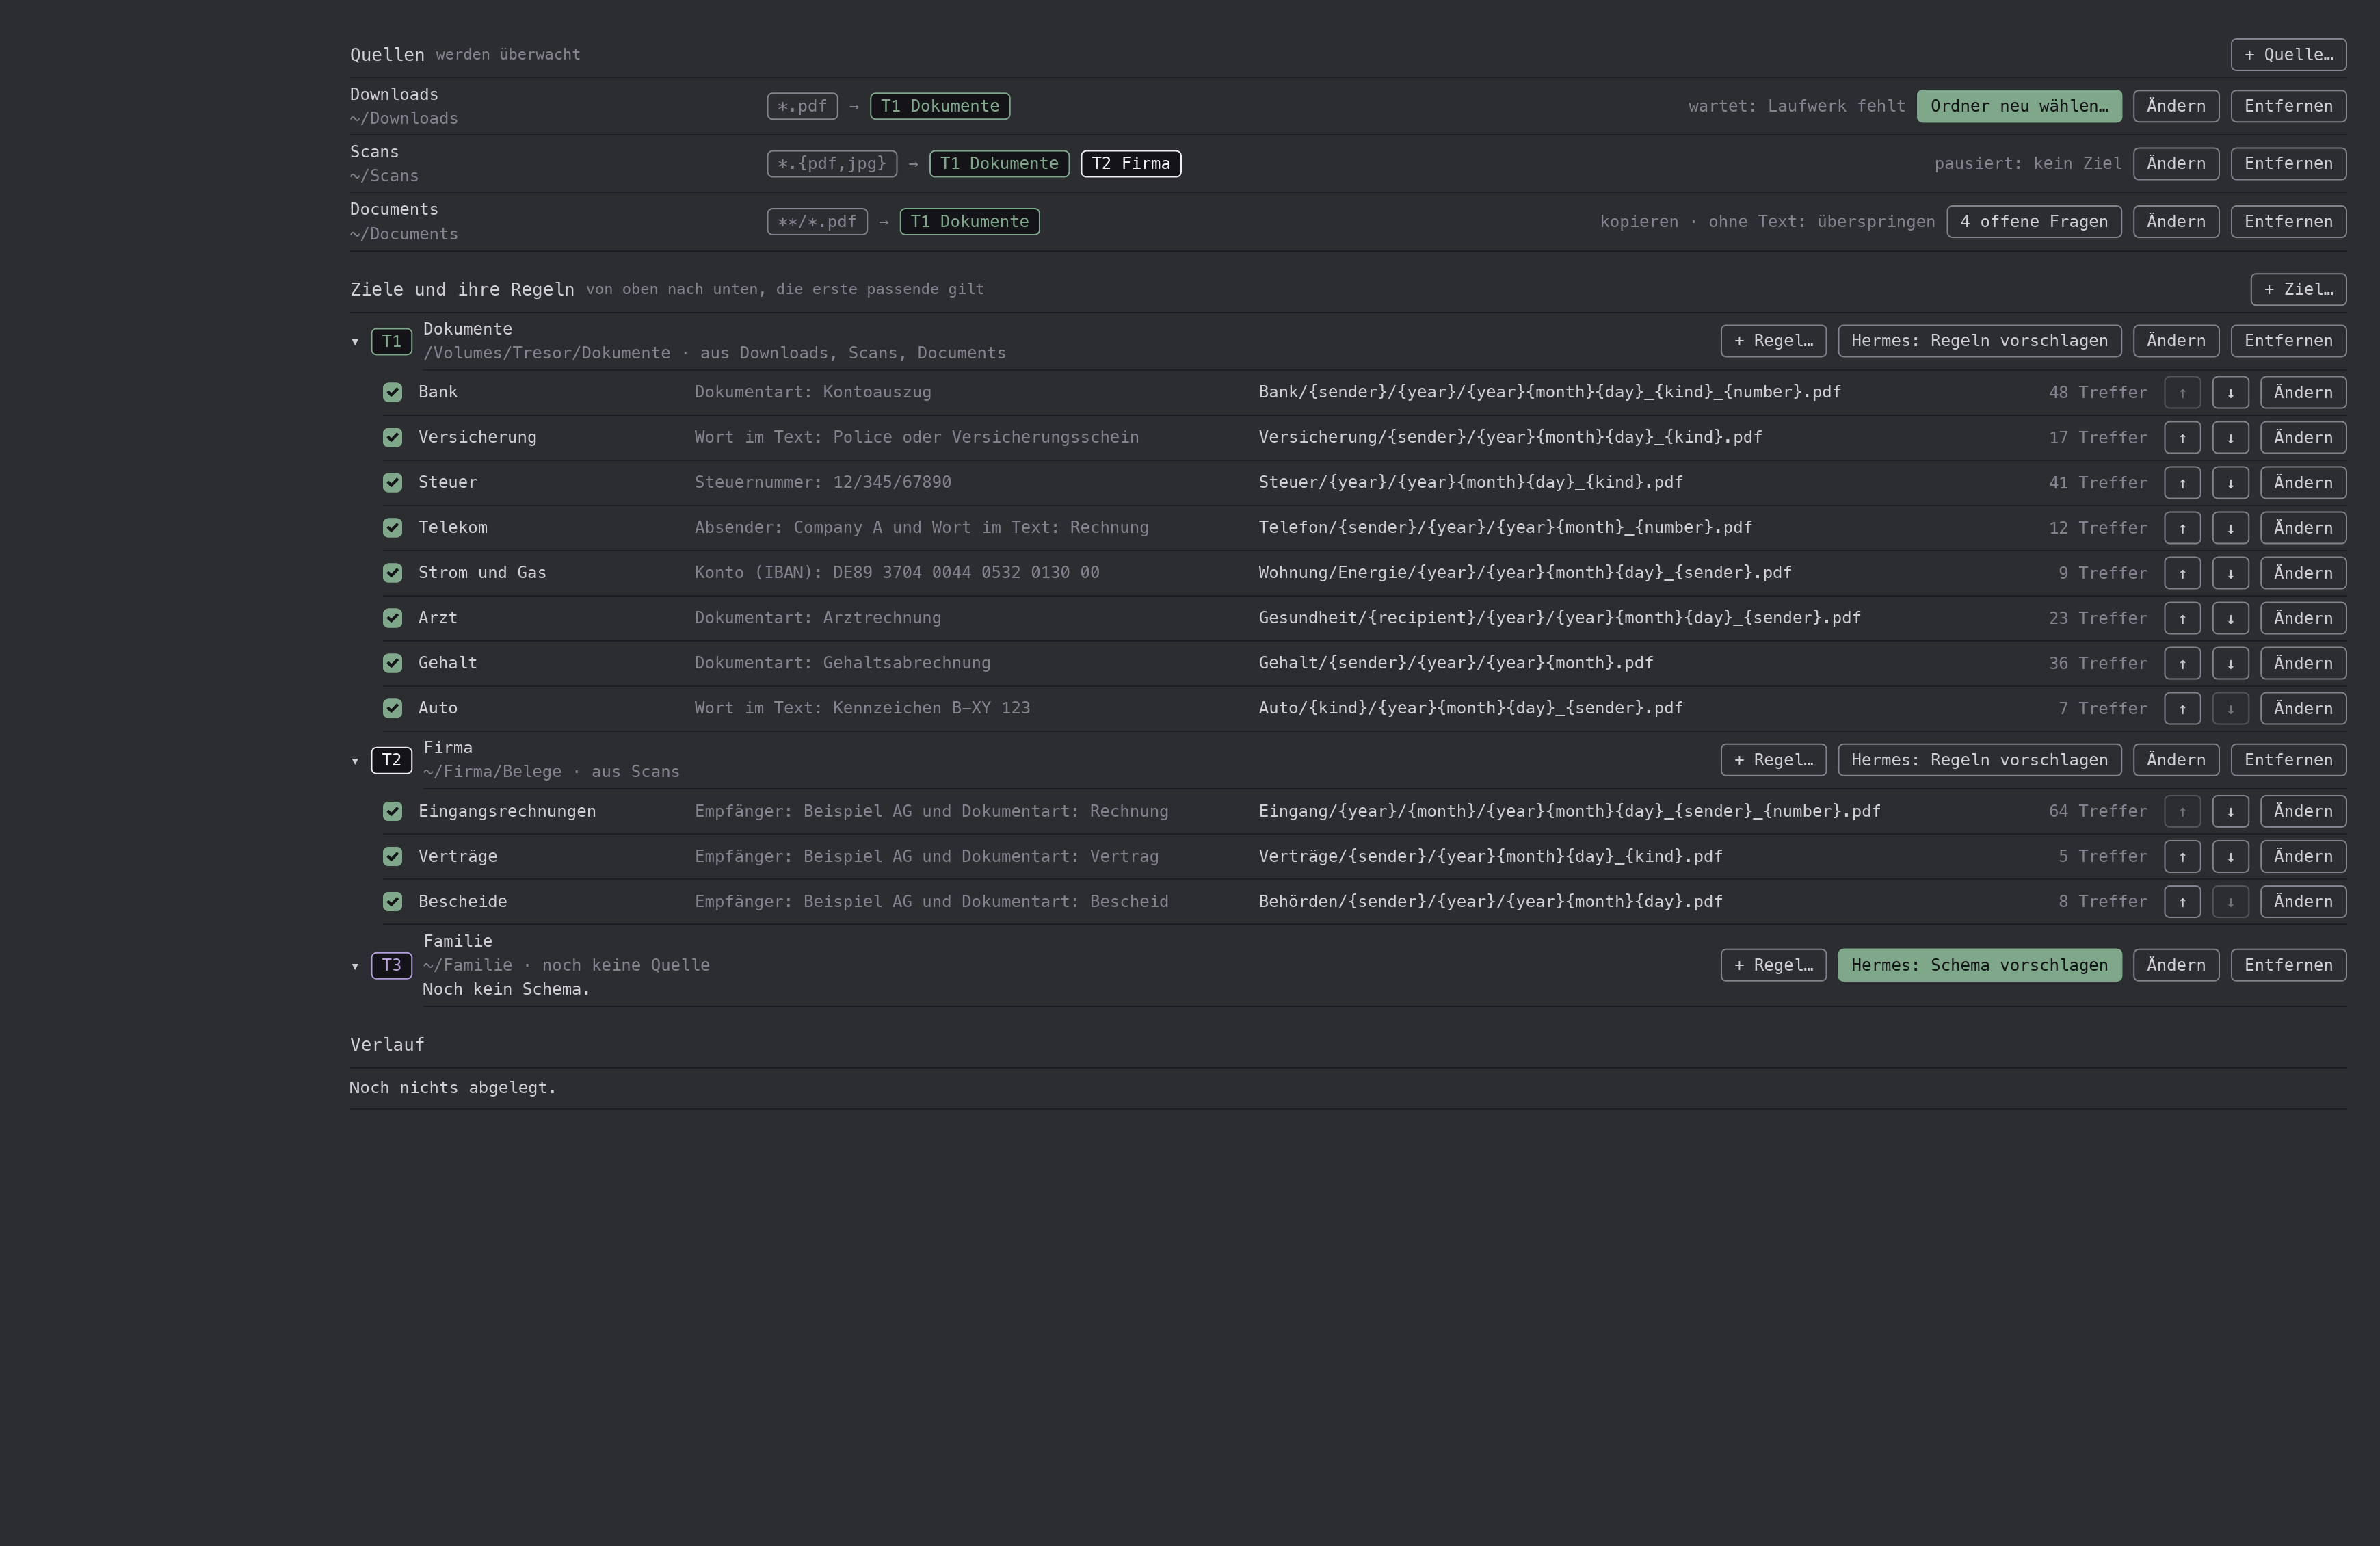 Quellen werden überwacht + Quelle…
Downloads
~/Downloads
*.pdf → T1 Dokumente wartet: Laufwerk fehlt Ordner neu wählen… Ändern Entfernen
Scans
~/Scans
*.{pdf,jpg} → T1 Dokumente T2 Firma pausiert: kein Ziel Ändern Entfernen
Documents
~/Documents
**/*.pdf → T1 Dokumente kopieren · ohne Text: überspringen 4 offene Fragen Ändern Entfernen
Ziele und ihre Regeln von oben nach unten, die erste passende gilt + Ziel…
▾ T1 Dokumente
/Volumes/Tresor/Dokumente · aus Downloads, Scans, Documents
+ Regel… Hermes: Regeln vorschlagen Ändern Entfernen
Bank Dokumentart: Kontoauszug Bank/{sender}/{year}/{year}{month}{day}_{kind}_{number}.pdf 48 Treffer ↑ ↓ Ändern
Versicherung Wort im Text: Police oder Versicherungsschein Versicherung/{sender}/{year}{month}{day}_{kind}.pdf 17 Treffer ↑ ↓ Ändern
Steuer Steuernummer: 12/345/67890 Steuer/{year}/{year}{month}{day}_{kind}.pdf 41 Treffer ↑ ↓ Ändern
Telekom Absender: Company A und Wort im Text: Rechnung Telefon/{sender}/{year}/{year}{month}_{number}.pdf 12 Treffer ↑ ↓ Ändern
Strom und Gas Konto (IBAN): DE89 3704 0044 0532 0130 00 Wohnung/Energie/{year}/{year}{month}{day}_{sender}.pdf 9 Treffer ↑ ↓ Ändern
Arzt Dokumentart: Arztrechnung Gesundheit/{recipient}/{year}/{year}{month}{day}_{sender}.pdf 23 Treffer ↑ ↓ Ändern
Gehalt Dokumentart: Gehaltsabrechnung Gehalt/{sender}/{year}/{year}{month}.pdf 36 Treffer ↑ ↓ Ändern
Auto Wort im Text: Kennzeichen B–XY 123 Auto/{kind}/{year}{month}{day}_{sender}.pdf 7 Treffer ↑ ↓ Ändern
▾ T2 Firma
~/Firma/Belege · aus Scans
+ Regel… Hermes: Regeln vorschlagen Ändern Entfernen
Eingangsrechnungen Empfänger: Beispiel AG und Dokumentart: Rechnung Eingang/{year}/{month}/{year}{month}{day}_{sender}_{number}.pdf 64 Treffer ↑ ↓ Ändern
Verträge Empfänger: Beispiel AG und Dokumentart: Vertrag Verträge/{sender}/{year}{month}{day}_{kind}.pdf 5 Treffer ↑ ↓ Ändern
Bescheide Empfänger: Beispiel AG und Dokumentart: Bescheid Behörden/{sender}/{year}/{year}{month}{day}.pdf 8 Treffer ↑ ↓ Ändern
▾ T3 Familie
~/Familie · noch keine Quelle
Noch kein Schema.
+ Regel… Hermes: Schema vorschlagen Ändern Entfernen
Verlauf
Noch nichts abgelegt.